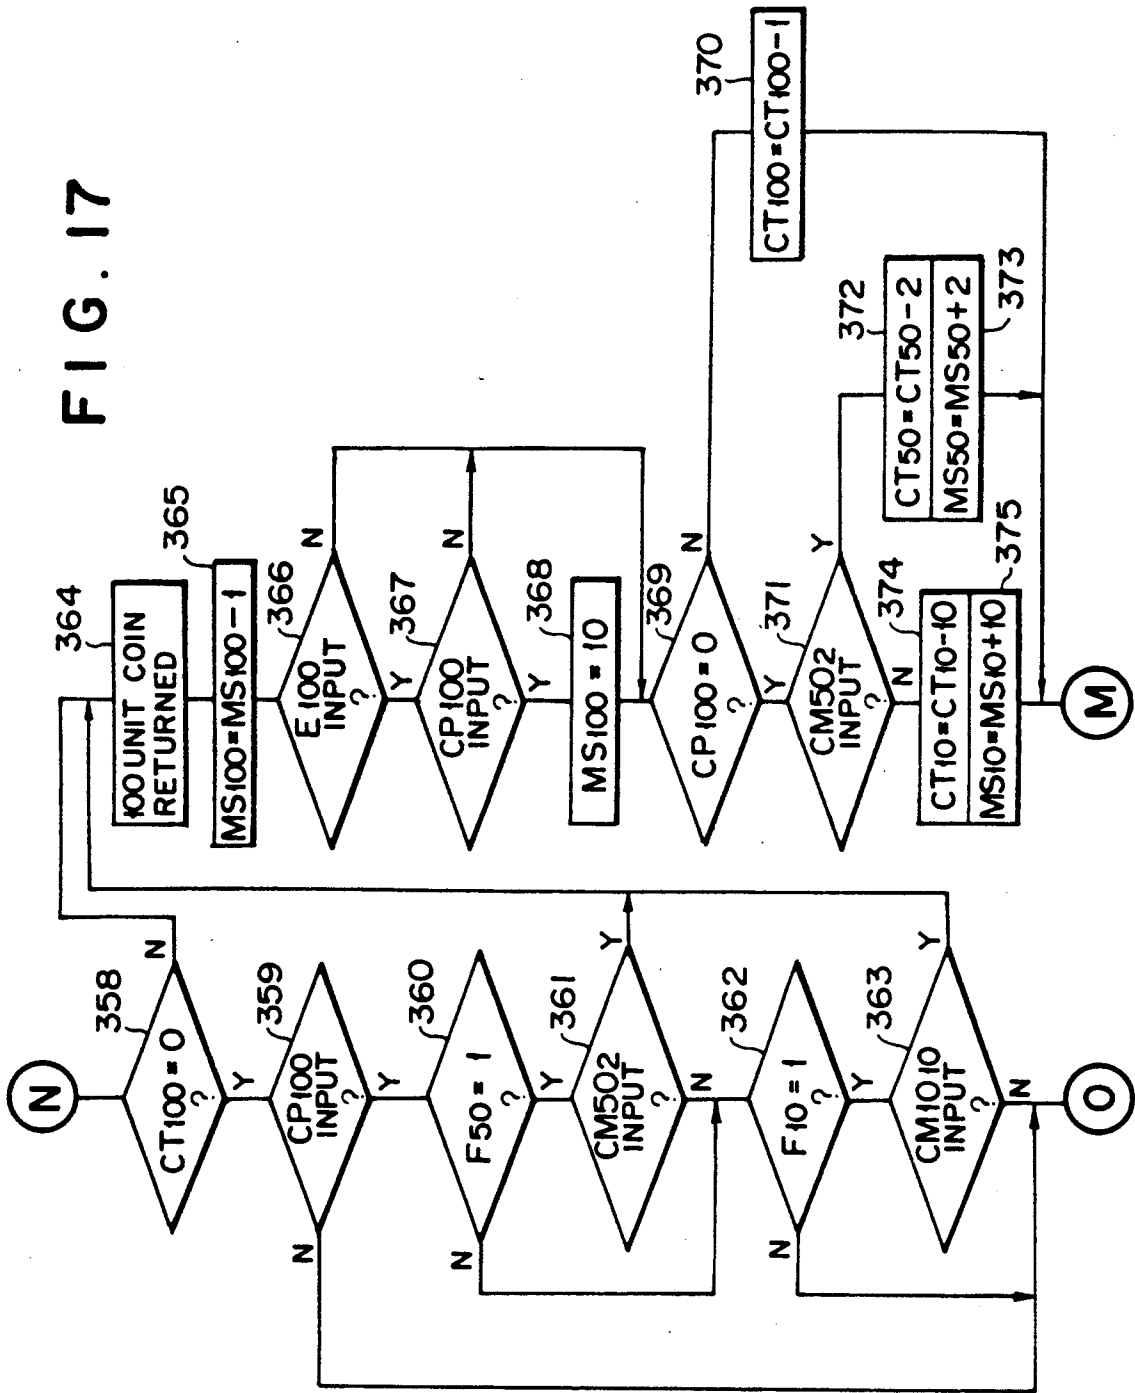 FIG. 17
N
358
CT100=0
?
N
Y
359
CP100
INPUT
?
N
Y
360
F50=1
?
N
Y
361
CM502
INPUT
?
Y
N
362
F10=1
?
N
Y
363
CM1010
INPUT
?
Y
N
O
364
100UNIT COIN
RETURNED
365
MS100=MS100-1
366
E100
INPUT
?
N
Y
367
CP100
INPUT
?
N
Y
368
MS100=10
369
CP100=0
?
N
Y
370
CT100=CT100-1
371
CM502
INPUT
?
Y
N
372
CT50=CT50-2
MS50=MS50+2
373
374
CT10=CT10-10
MS10=MS10+10
375
M